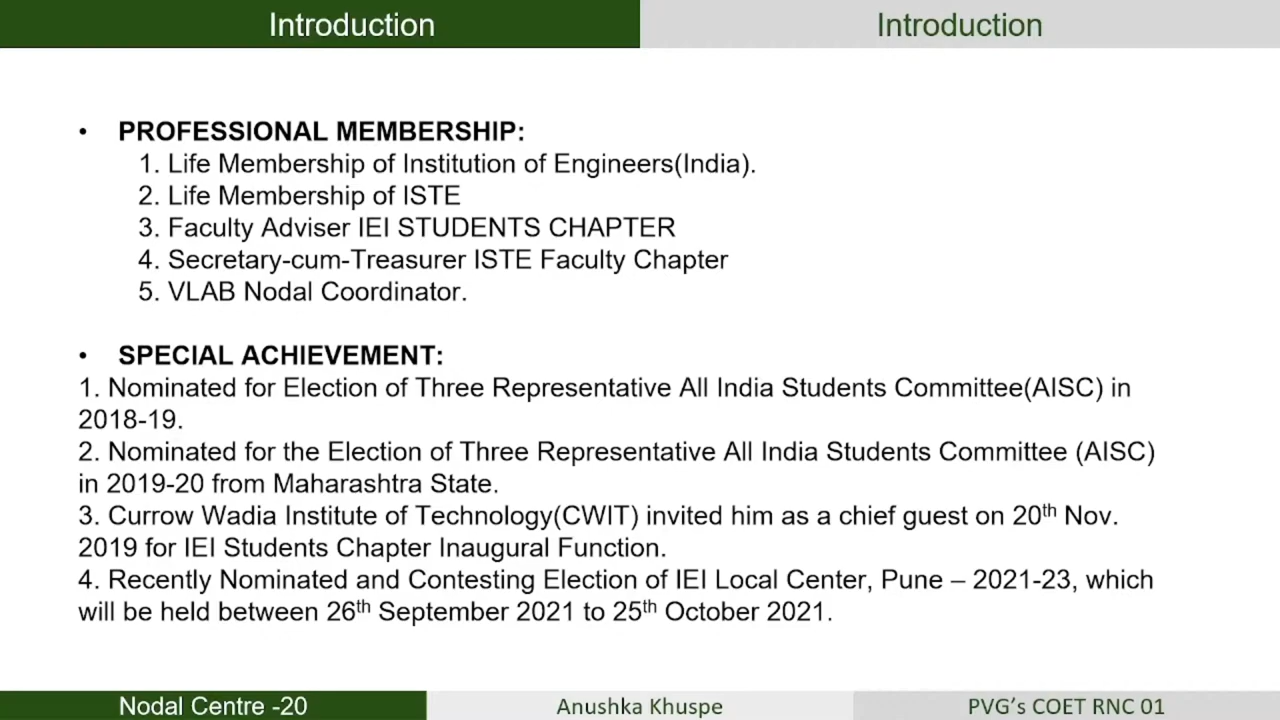 Introduction
Introduction
• PROFESSIONAL MEMBERSHIP:
1. Life Membership of Institution of Engineers(India).
2. Life Membership of ISTE
3. Faculty Adviser IEI STUDENTS CHAPTER
4. Secretary-cum-Treasurer ISTE Faculty Chapter
5. VLAB Nodal Coordinator.
• SPECIAL ACHIEVEMENT:
1. Nominated for Election of Three Representative All India Students Committee(AISC) in
2018-19.
2. Nominated for the Election of Three Representative All India Students Committee (AISC)
in 2019-20 from Maharashtra State.
3. Currow Wadia Institute of Technology(CWIT) invited him as a chief guest on 20th Nov.
2019 for IEI Students Chapter Inaugural Function.
4. Recently Nominated and Contesting Election of IEI Local Center, Pune – 2021-23, which
will be held between 26th September 2021 to 25th October 2021.
Nodal Centre -20
Anushka Khuspe
PVG’s COET RNC 01